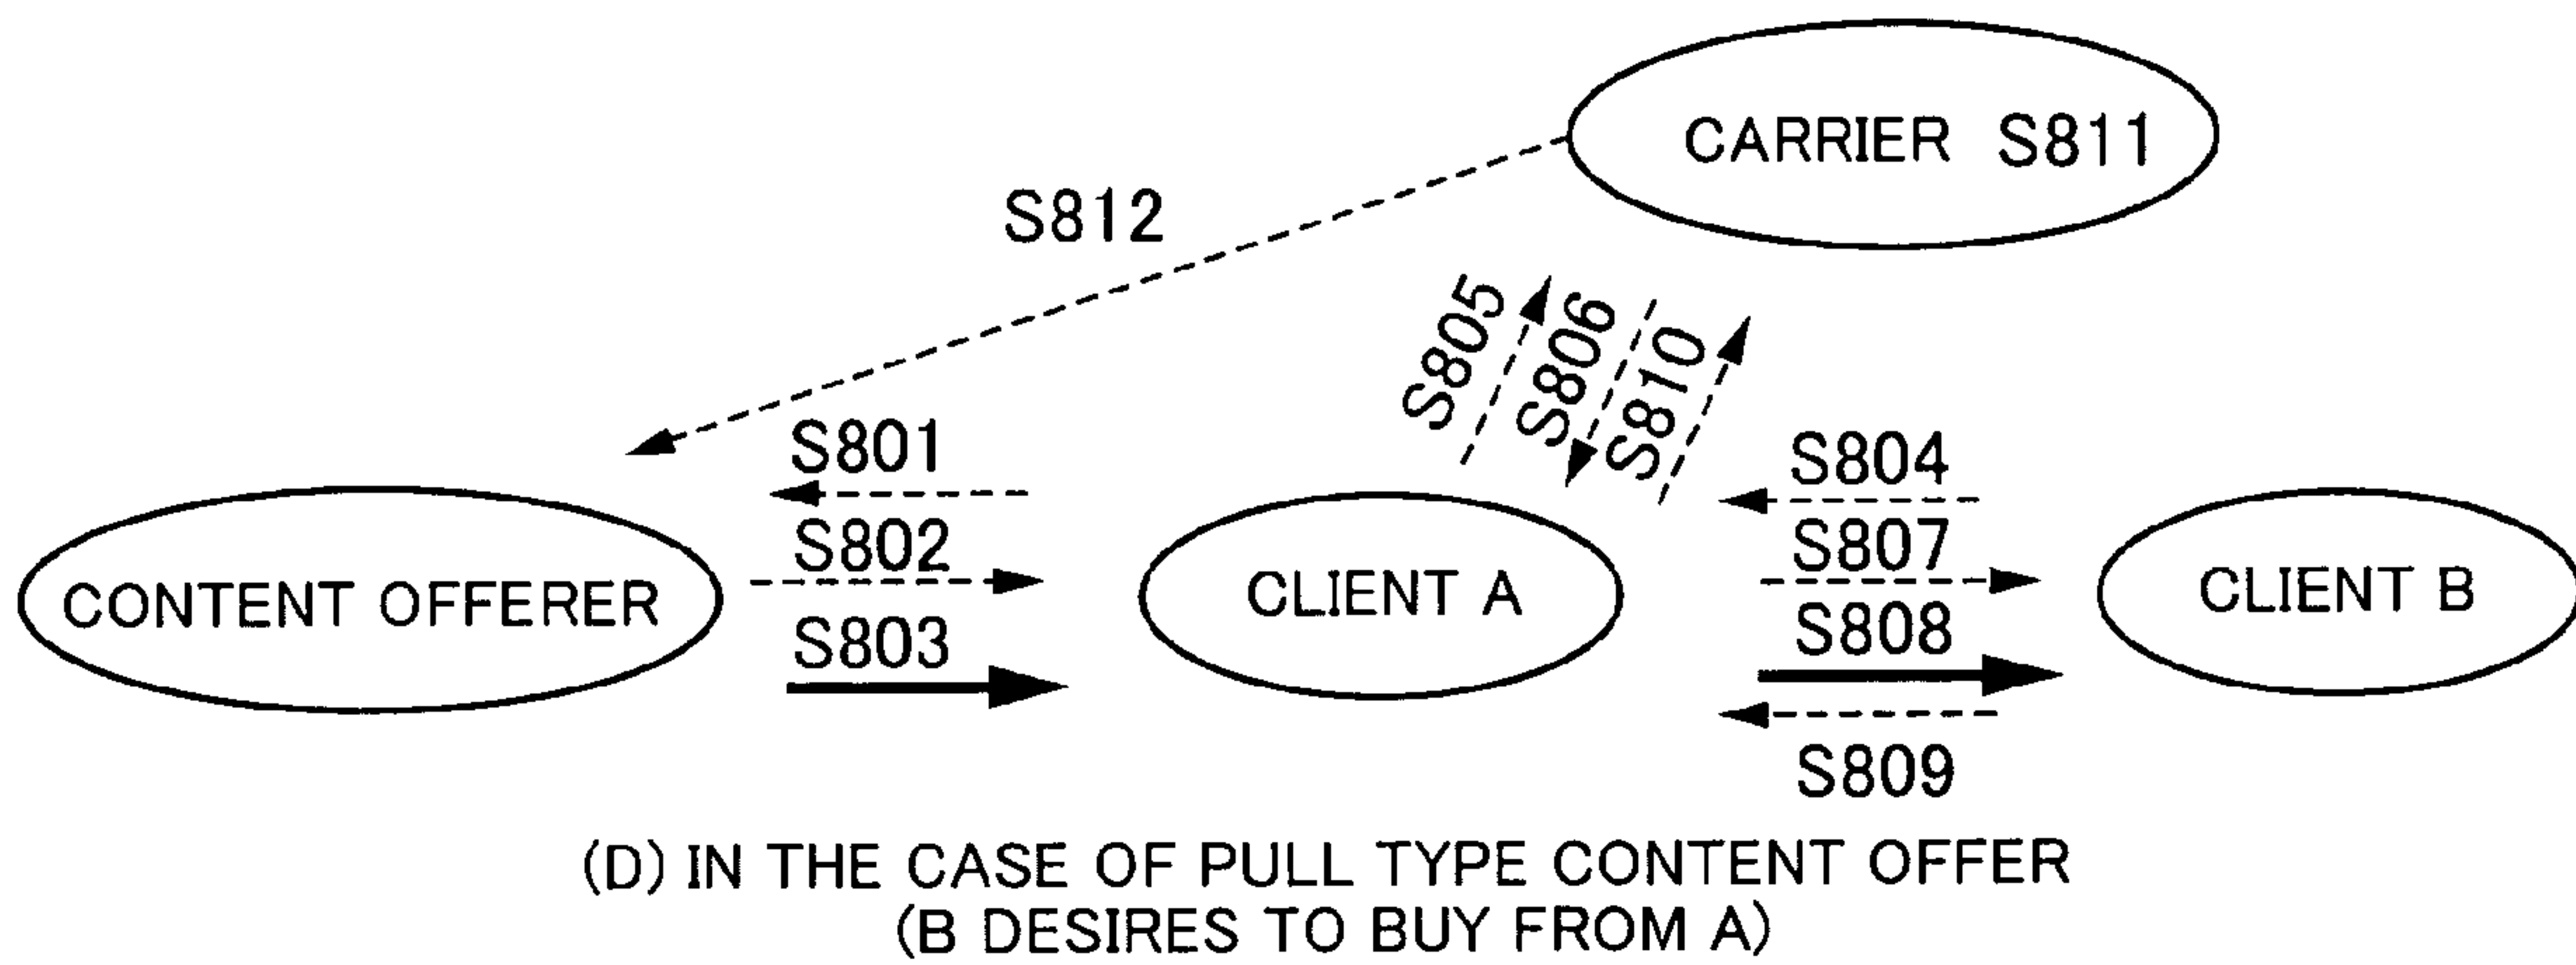 CARRIER S811
S812
S805
S806
S810
S801
S802
S803
S804
S807
S808
S809
CONTENT OFFERER
CLIENT A
CLIENT B
(D) IN THE CASE OF PULL TYPE CONTENT OFFER
(B DESIRES TO BUY FROM A)